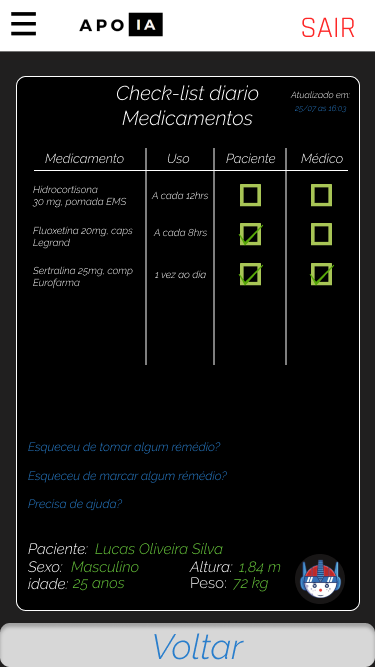 APOIA
SAIR
Check-list diario
Medicamentos
Atualizado em:
25/07 as 16:03
Medicamento Uso Paciente Médico
Hidrocortisona
30 mg, pomada EMS
A cada 12hrs
Fluoxetina 20mg, caps
Legrand
A cada 8hrs
Sertralina 25mg, comp
Eurofarma
1 vez ao dia
Esqueceu de tomar algum rémédio?
Esqueceu de marcar algum rémédio?
Precisa de ajuda?
Paciente: Lucas Oliveira Silva
Sexo: Masculino Altura: 1,84 m
idade: 25 anos Peso: 72 kg
Voltar